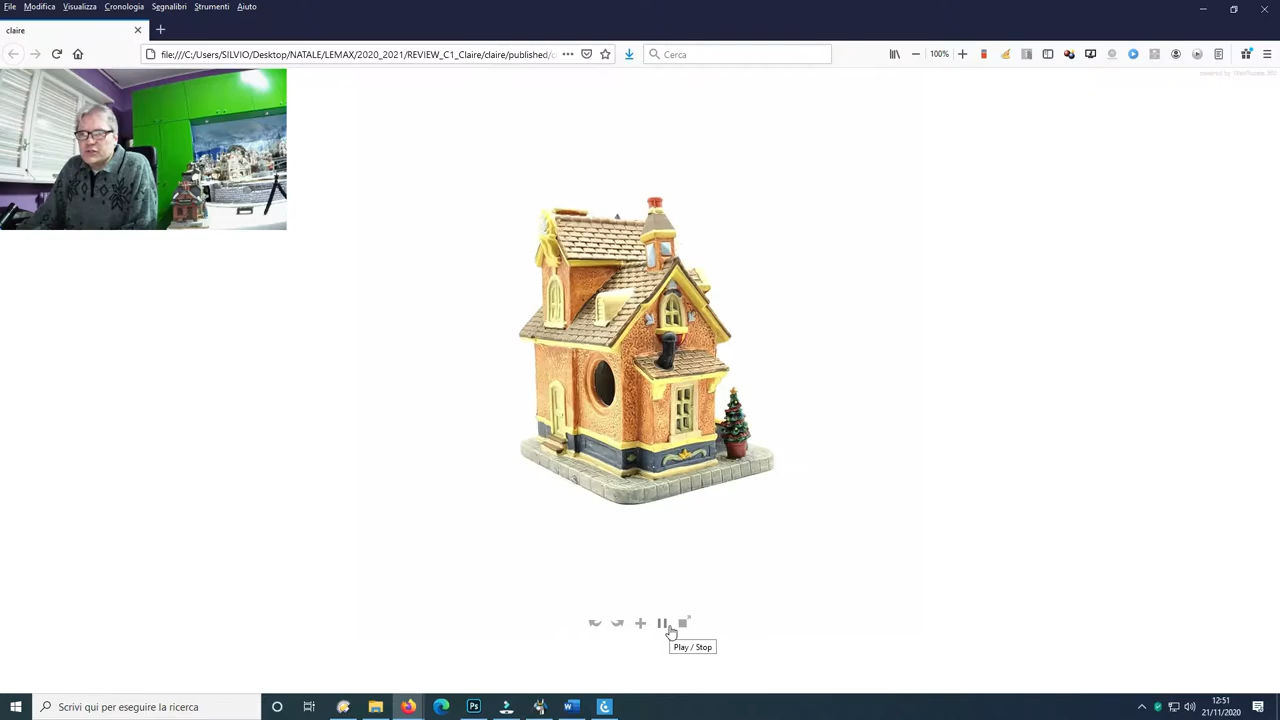 File Modifica Visualizza Cronologia Segnalibri Strumenti Aiuto
claire
file:///C:/Users/SILVIO/Desktop/NATALE/LEMAX/2020_2021/REVIEW_C1_Claire/claire/published/
Cerca
100%
Play / Stop
Scrivi qui per eseguire la ricerca
Ps
12:51
21/11/2020